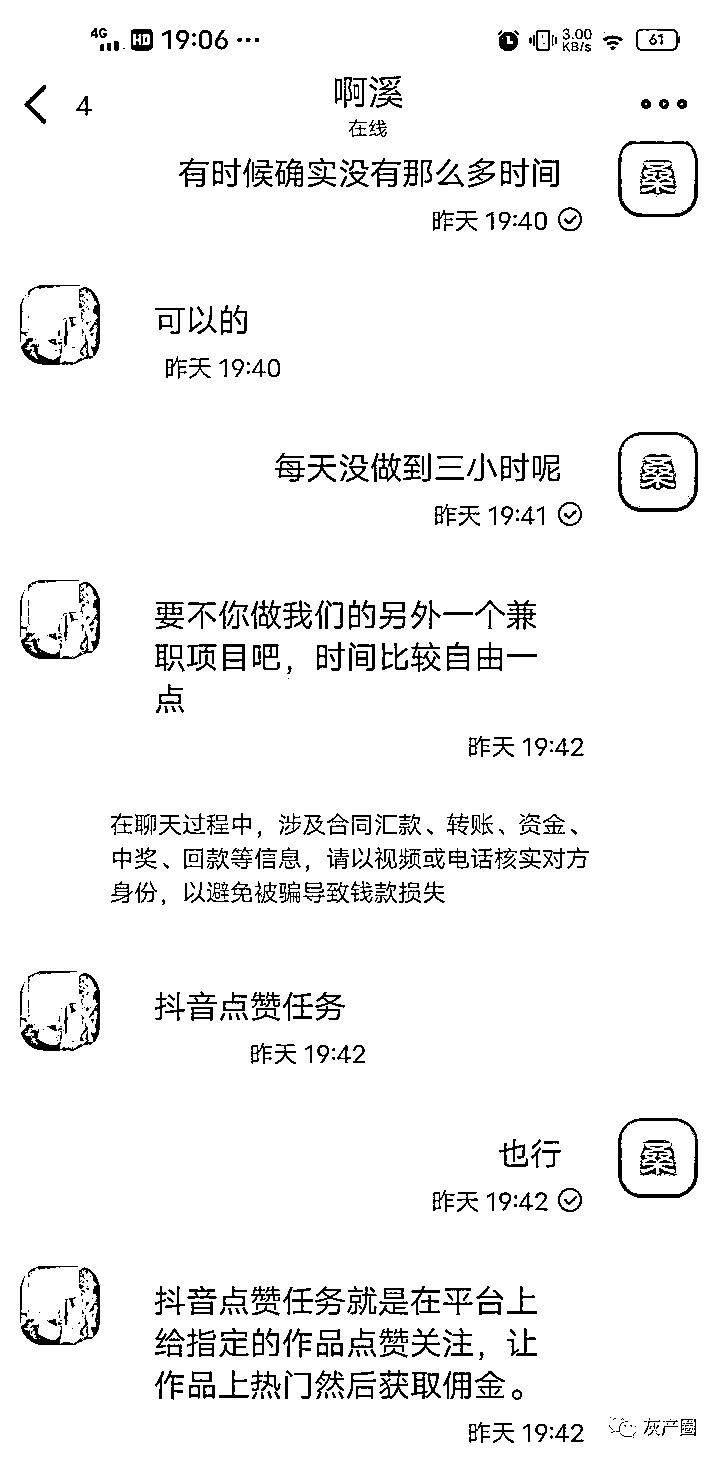 4G HD 19:06 ··· 3.00 KB/s 61
4 啊溪
在线
有时候确实没有那么多时间
桑
昨天 19:40
可以的
昨天 19:40
每天没做到三小时呢
桑
昨天 19:41
要不你做我们的另外一个兼
职项目吧，时间比较自由一
点
昨天 19:42
在聊天过程中，涉及合同汇款、转账、资金、
中奖、回款等信息，请以视频或电话核实对方
身份，以避免被骗导致钱款损失
抖音点赞任务
昨天 19:42
也行
桑
昨天 19:42
抖音点赞任务就是在平台上
给指定的作品点赞关注，让
作品上热门然后获取佣金。
昨天 19:42
灰产圈